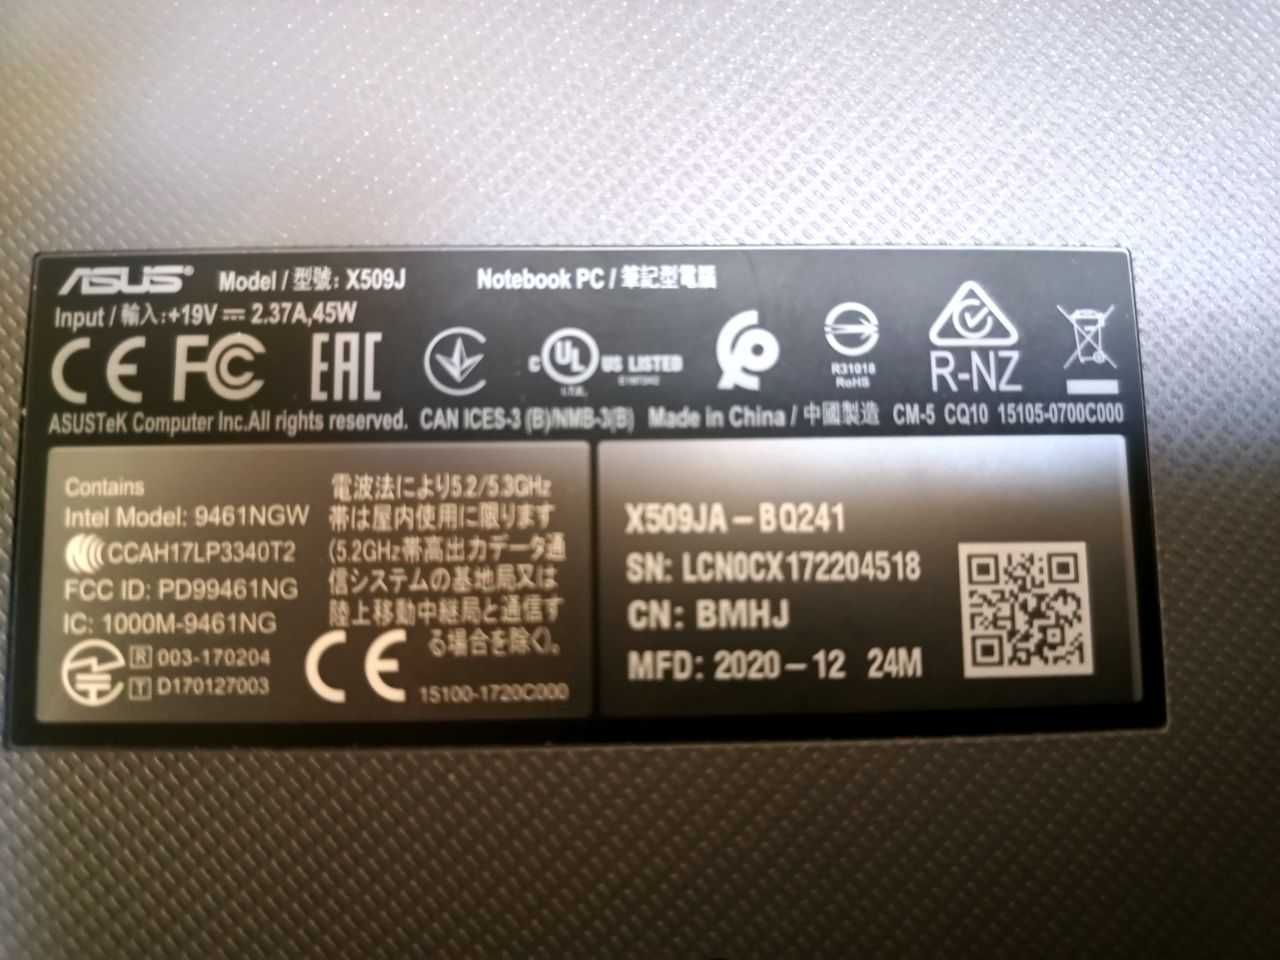 ASUS Model / 型號: X509J Notebook PC / 筆記型電腦
Input / 輸入:+19V ⎓ 2.37A,45W
CE FC EAC C UL US LISTED R31018 RoHS R-NZ
I.T.E.
ASUSTeK Computer Inc.All rights reserved. CAN ICES-3 (B)/NMB-3(B) Made in China / 中國製造 CM-5 CQ10 15105-0700C000
Contains
Intel Model: 9461NGW
CCAH17LP3340T2
FCC ID: PD99461NG
IC: 1000M-9461NG
R 003-170204
T D170127003
電波法により5.2/5.3GHz
帯は屋内使用に限ります
(5.2GHz帯高出力データ通
信システムの基地局又は
陸上移動中継局と通信す
る場合を除く)。
CE 15100-1720C000
X509JA-BQ241
SN: LCN0CX172204518
CN: BMHJ
MFD: 2020-12 24M